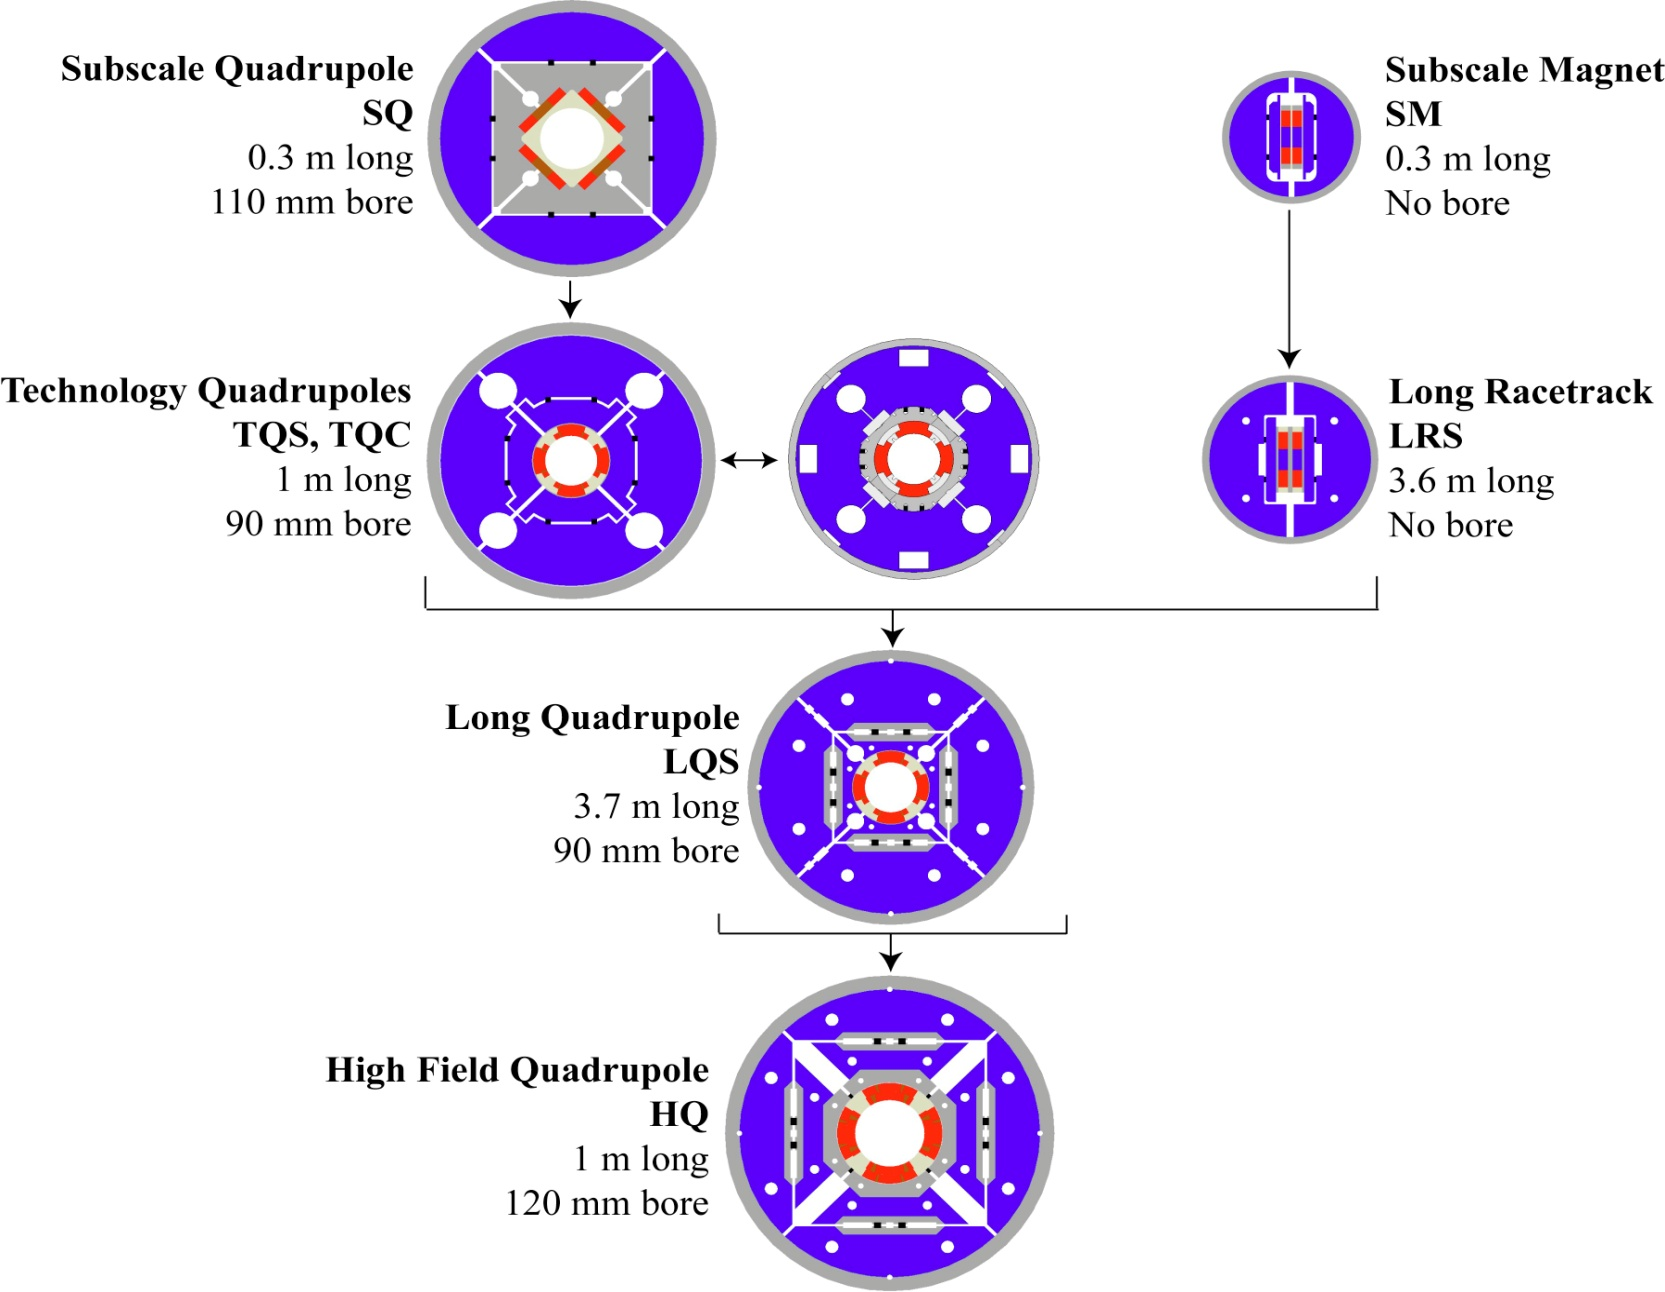 Subscale Quadrupole
SQ
0.3 m long
110 mm bore
Subscale Magnet
SM
0.3 m long
No bore
Technology Quadrupoles
TQS, TQC
1 m long
90 mm bore
Long Racetrack
LRS
3.6 m long
No bore
Long Quadrupole
LQS
3.7 m long
90 mm bore
High Field Quadrupole
HQ
1 m long
120 mm bore